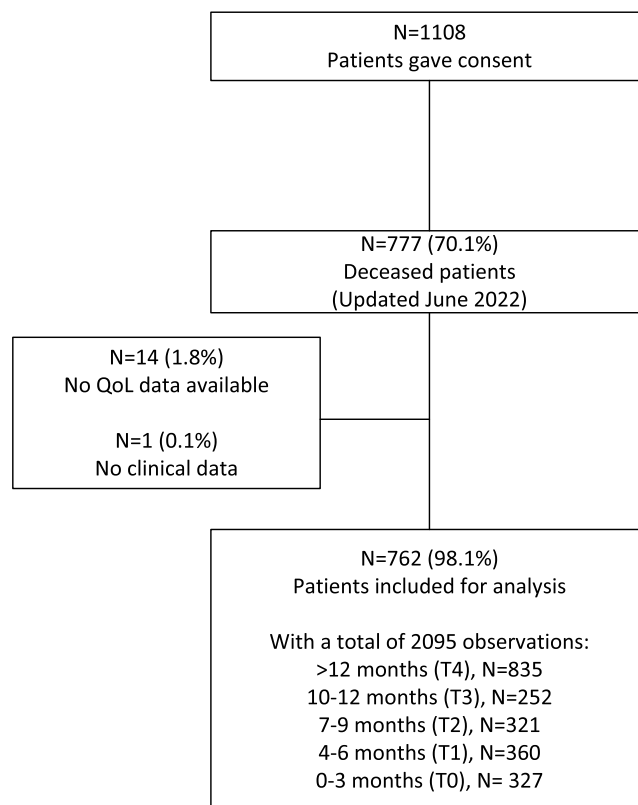 N=1108
Patients gave consent
N=777 (70.1%)
Deceased patients
(Updated June 2022)
N=14 (1.8%)
No QoL data available
N=1 (0.1%)
No clinical data
N=762 (98.1%)
Patients included for analysis
With a total of 2095 observations:
>12 months (T4), N=835
10-12 months (T3), N=252
7-9 months (T2), N=321
4-6 months (T1), N=360
0-3 months (T0), N= 327